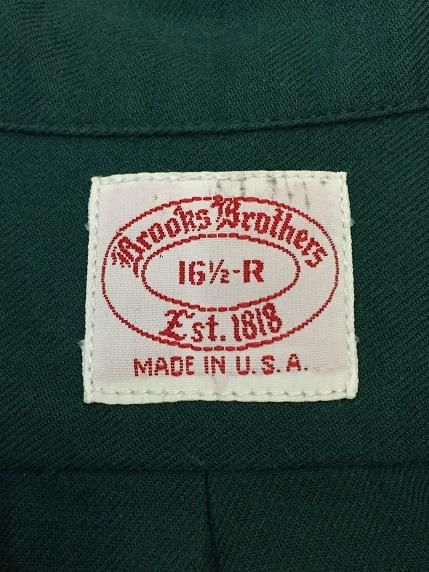 Brooks Brothers
16½-R
Est. 1818
MADE IN U.S.A.